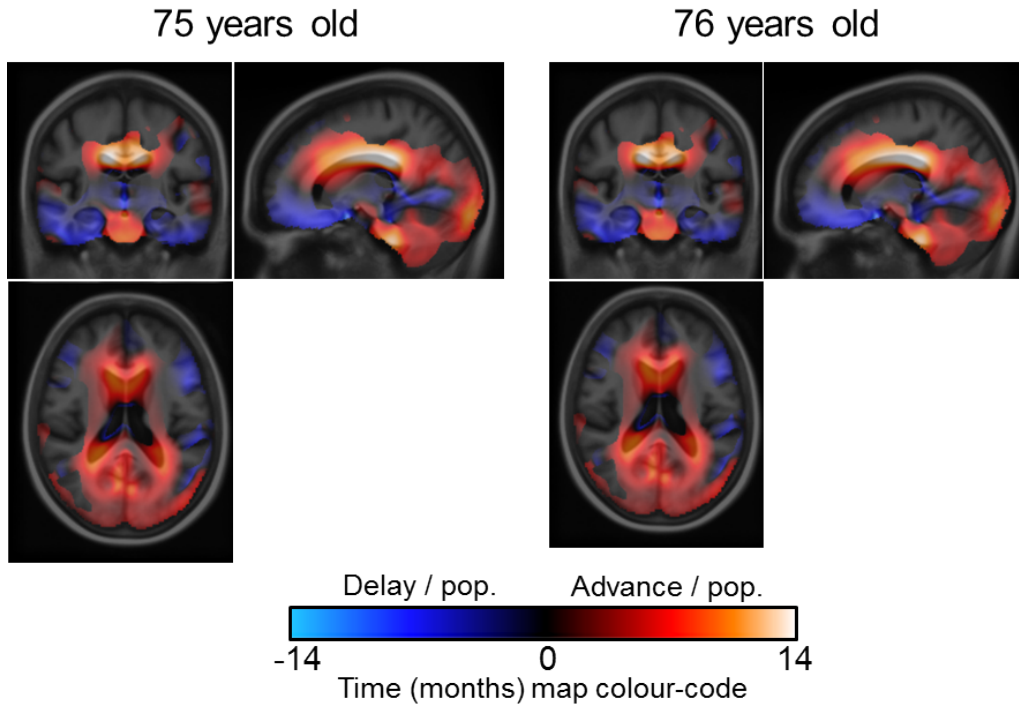 75 years old
76 years old
Delay / pop.
Advance / pop.
-14
0
14
Time (months) map colour-code